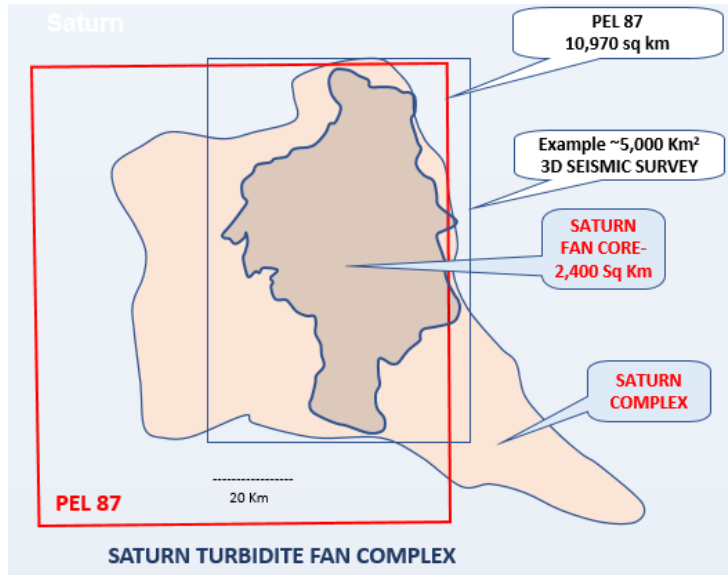 Saturn
PEL 87
10,970 sq km
Example ~5,000 Km²
3D SEISMIC SURVEY
SATURN
FAN CORE-
2,400 Sq Km
SATURN
COMPLEX
20 Km
PEL 87
SATURN TURBIDITE FAN COMPLEX